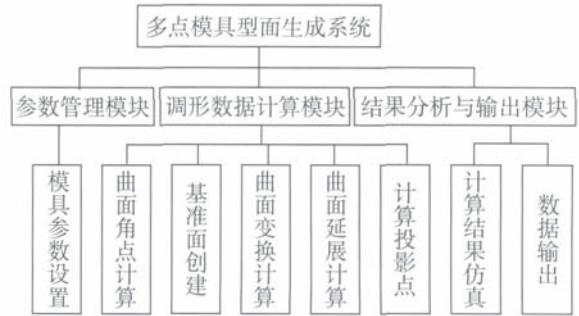 多点模具型面生成系统
参数管理模块
调形数据计算模块
结果分析与输出模块
模具参数设置
曲面角点计算
基准面创建
曲面变换计算
曲面延展计算
计算投影点
计算结果仿真
数据输出